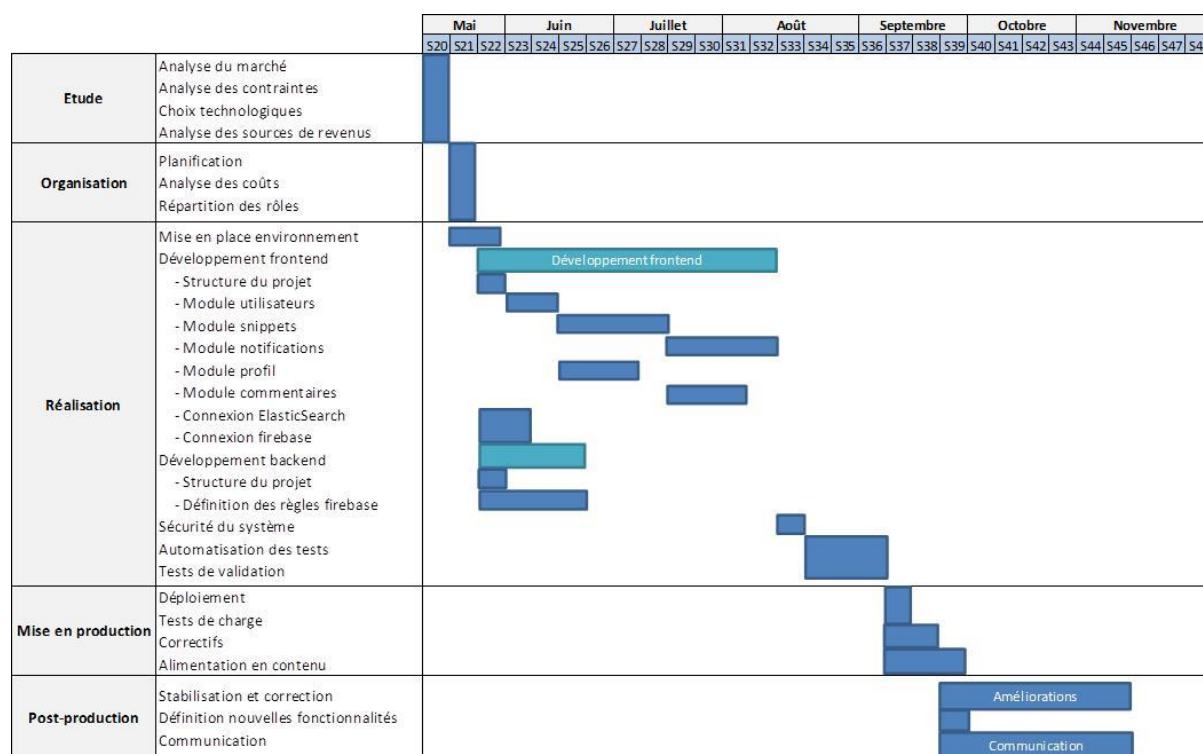 Mai Juin Juillet Août Septembre Octobre Novembre
S20 S21 S22 S23 S24 S25 S26 S27 S28 S29 S30 S31 S32 S33 S34 S35 S36 S37 S38 S39 S40 S41 S42 S43 S44 S45 S46 S47 S4
Etude
Analyse du marché
Analyse des contraintes
Choix technologiques
Analyse des sources de revenus
Organisation
Planification
Analyse des coûts
Répartition des rôles
Réalisation
Mise en place environnement
Développement frontend
Développement frontend
- Structure du projet
- Module utilisateurs
- Module snippets
- Module notifications
- Module profil
- Module commentaires
- Connexion ElasticSearch
- Connexion firebase
Développement backend
- Structure du projet
- Définition des règles firebase
Sécurité du système
Automatisation des tests
Tests de validation
Mise en production
Déploiement
Tests de charge
Correctifs
Alimentation en contenu
Post-production
Stabilisation et correction
Améliorations
Définition nouvelles fonctionnalités
Communication
Communication